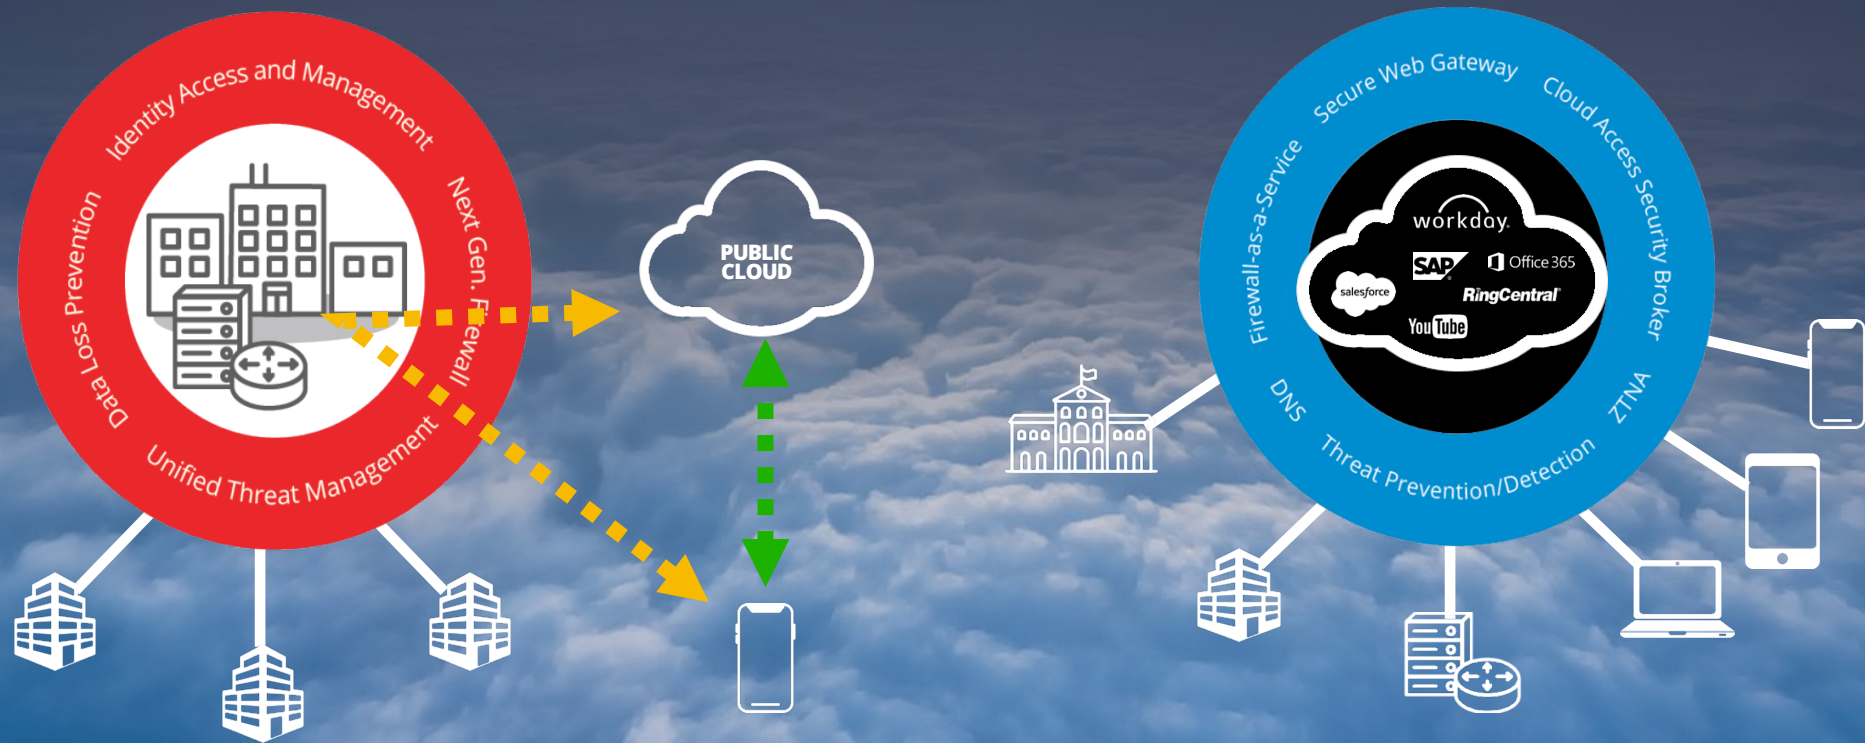 Identity Access and Management
Next Gen. Firewall
Unified Threat Management
Data Loss Prevention
PUBLIC
CLOUD
Secure Web Gateway
Cloud Access Security Broker
ZTNA
Threat Prevention/Detection
DNS
Firewall-as-a-Service
workday.
SAP
Office 365
salesforce
RingCentral
YouTube